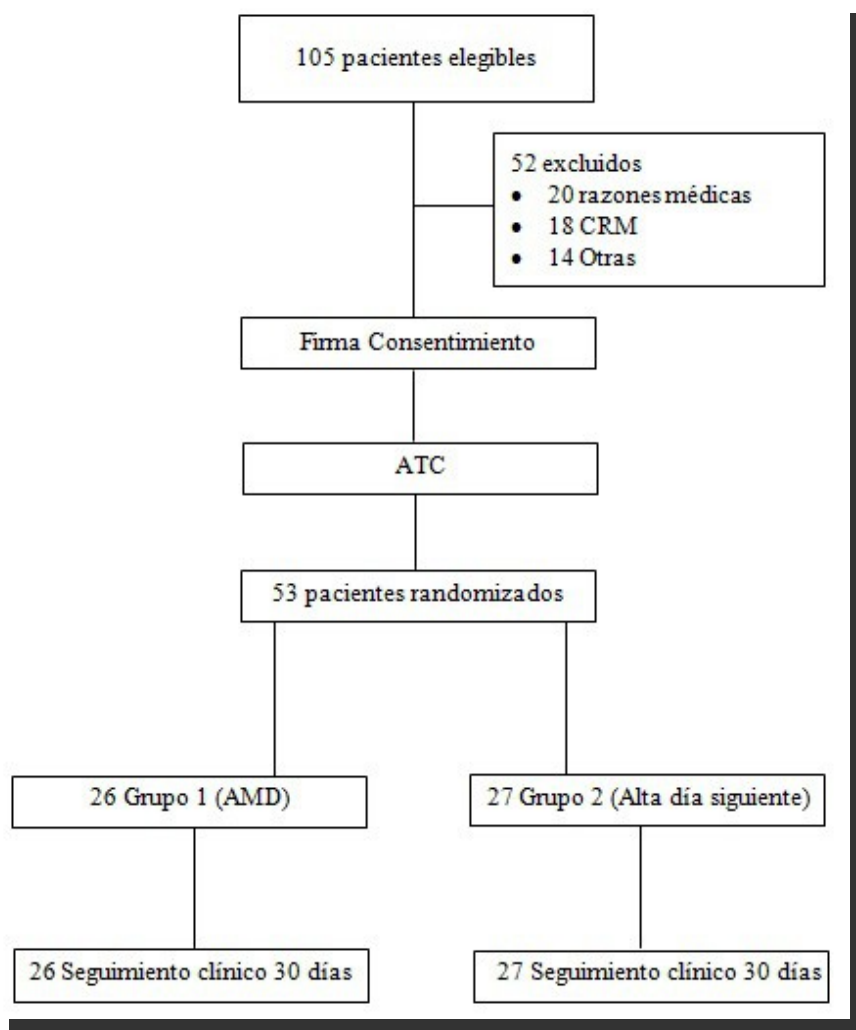 105 pacientes elegibles
52 excluidos
• 20 razones médicas
• 18 CRM
• 14 Otras
Firma Consentimiento
ATC
53 pacientes randomizados
26 Grupo 1 (AMD)
27 Grupo 2 (Alta día siguiente)
26 Seguimiento clínico 30 días
27 Seguimiento clínico 30 días